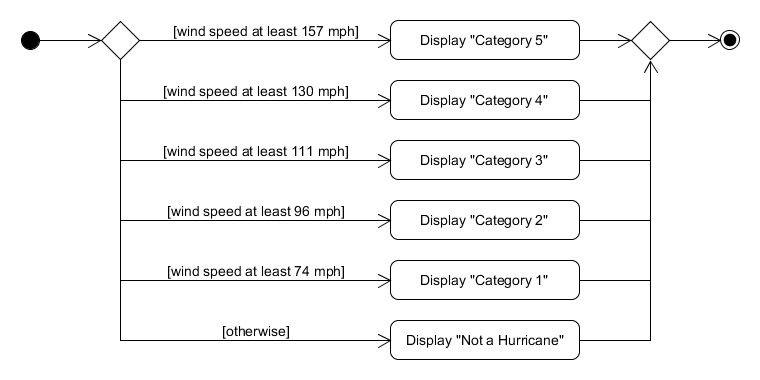 [wind speed at least 157 mph]
Display "Category 5"
[wind speed at least 130 mph]
Display "Category 4"
[wind speed at least 111 mph]
Display "Category 3"
[wind speed at least 96 mph]
Display "Category 2"
[wind speed at least 74 mph]
Display "Category 1"
[otherwise]
Display "Not a Hurricane"